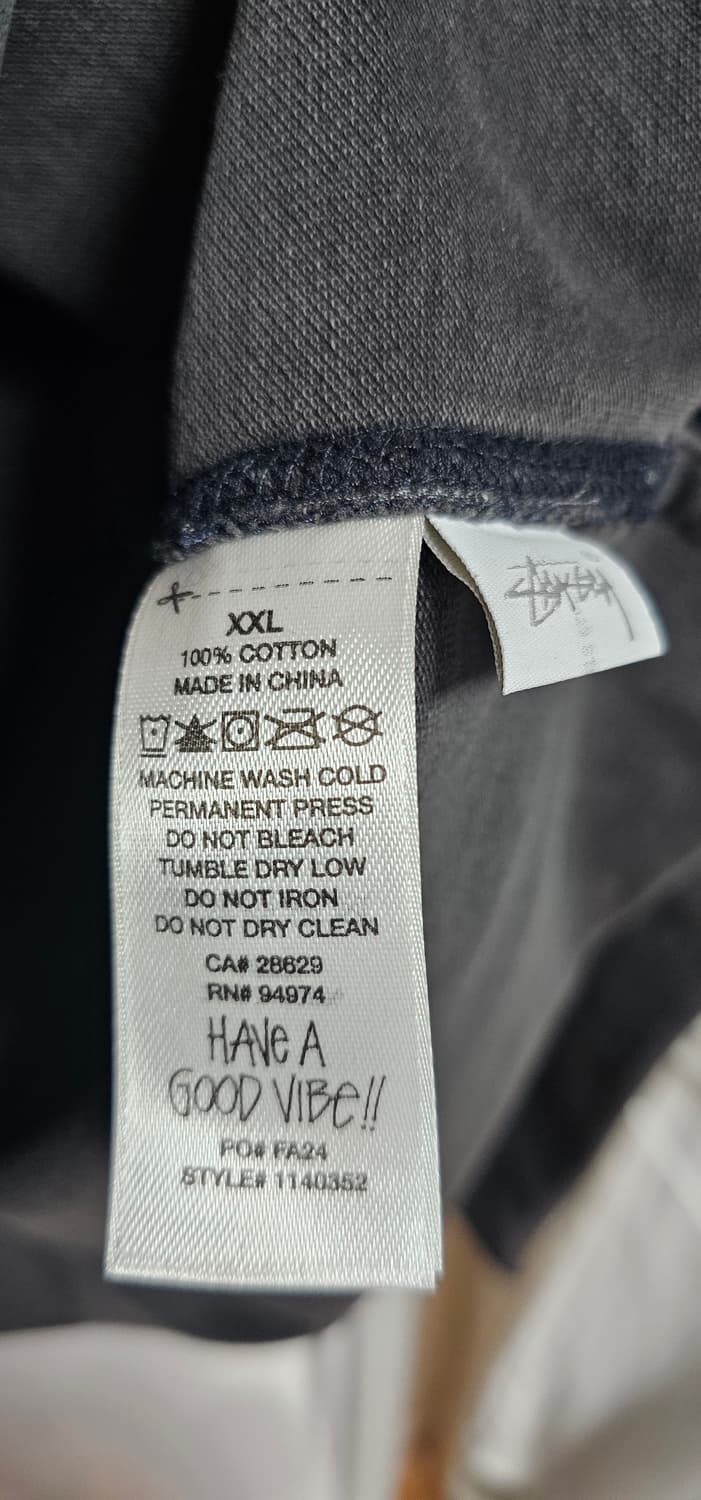 XXL
100% COTTON
MADE IN CHINA
MACHINE WASH COLD
PERMANENT PRESS
DO NOT BLEACH
TUMBLE DRY LOW
DO NOT IRON
DO NOT DRY CLEAN
CA# 28629
RN# 94974
HAVe A
GOOD VIBe!!
PO# FA24
STYLE# 1140352